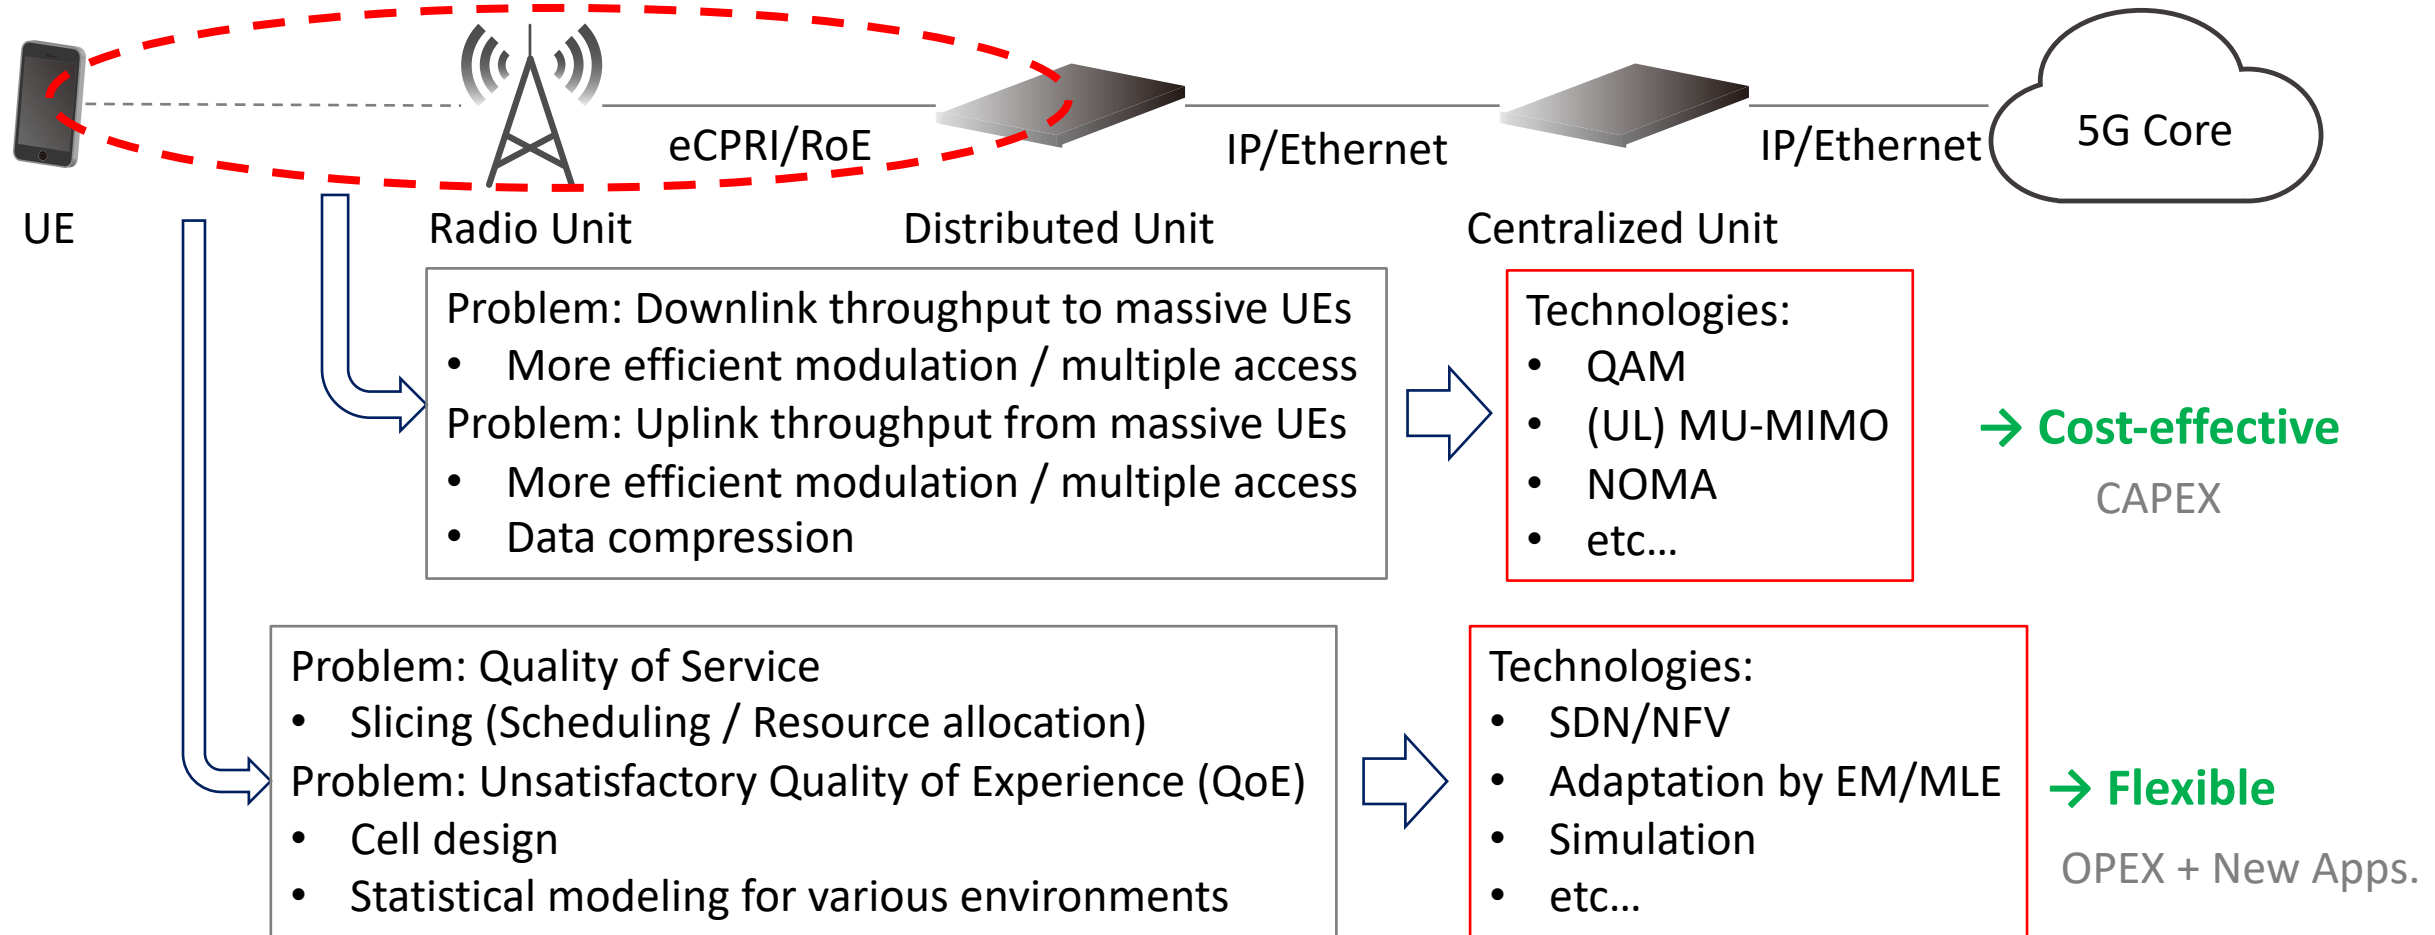 eCPRI/RoE
IP/Ethernet
IP/Ethernet
5G Core
UE
Radio Unit
Distributed Unit
Centralized Unit
Problem: Downlink throughput to massive UEs
• More efficient modulation / multiple access
Problem: Uplink throughput from massive UEs
• More efficient modulation / multiple access
• Data compression
Technologies:
• QAM
• (UL) MU-MIMO
• NOMA
• etc…
→ Cost-effective
CAPEX
Problem: Quality of Service
• Slicing (Scheduling / Resource allocation)
Problem: Unsatisfactory Quality of Experience (QoE)
• Cell design
• Statistical modeling for various environments
Technologies:
• SDN/NFV
• Adaptation by EM/MLE
• Simulation
• etc…
→ Flexible
OPEX + New Apps.